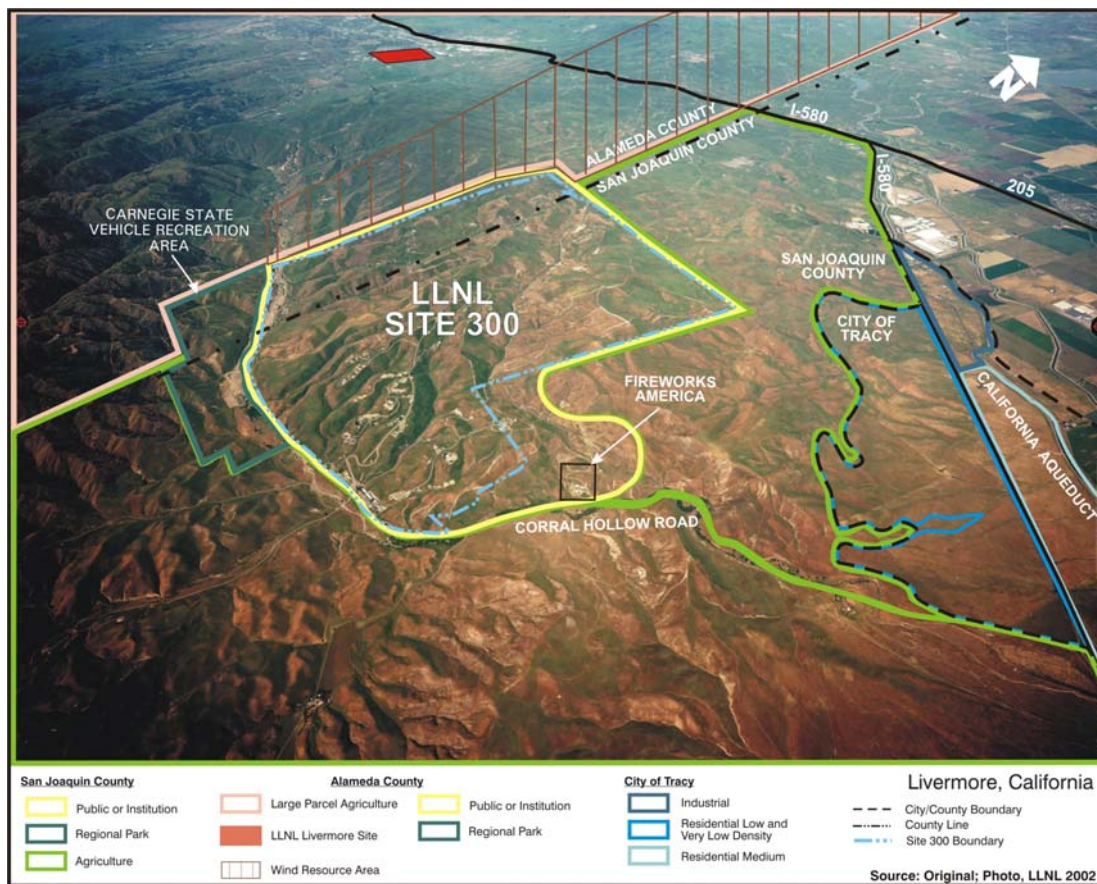 N
I-580
ALAMEDA COUNTY
SAN JOAQUIN COUNTY
I-580
205
CARNEGIE STATE
VEHICLE RECREATION
AREA
SAN JOAQUIN
COUNTY
LLNL
SITE 300
CITY OF
TRACY
FIREWORKS
AMERICA
CALIFORNIA AQUEDUCT
CORRAL HOLLOW ROAD
San Joaquin County
Public or Institution
Regional Park
Agriculture
Alameda County
Large Parcel Agriculture
LLNL Livermore Site
Wind Resource Area
Public or Institution
Regional Park
City of Tracy
Industrial
Residential Low and
Very Low Density
Residential Medium
Livermore, California
City/County Boundary
County Line
Site 300 Boundary
Source: Original; Photo, LLNL 2002